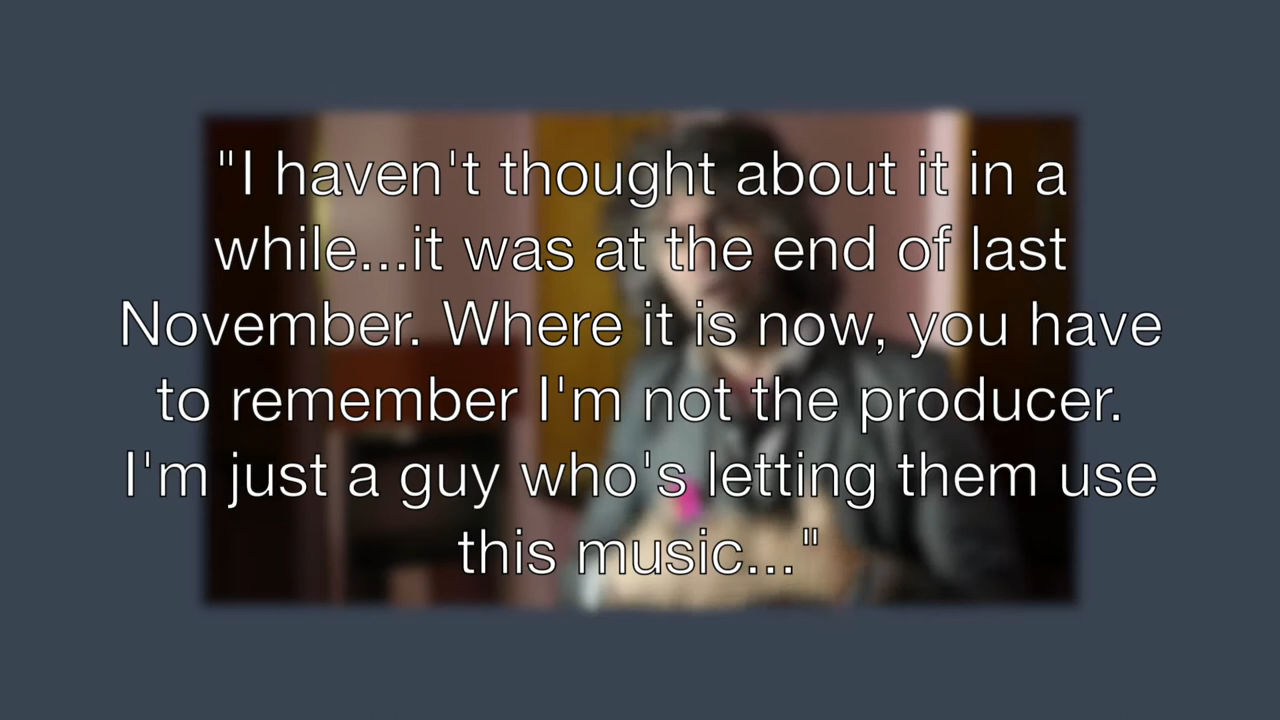 "I haven't thought about it in a
while...it was at the end of last
November. Where it is now, you have
to remember I'm not the producer.
I'm just a guy who's letting them use
this music..."